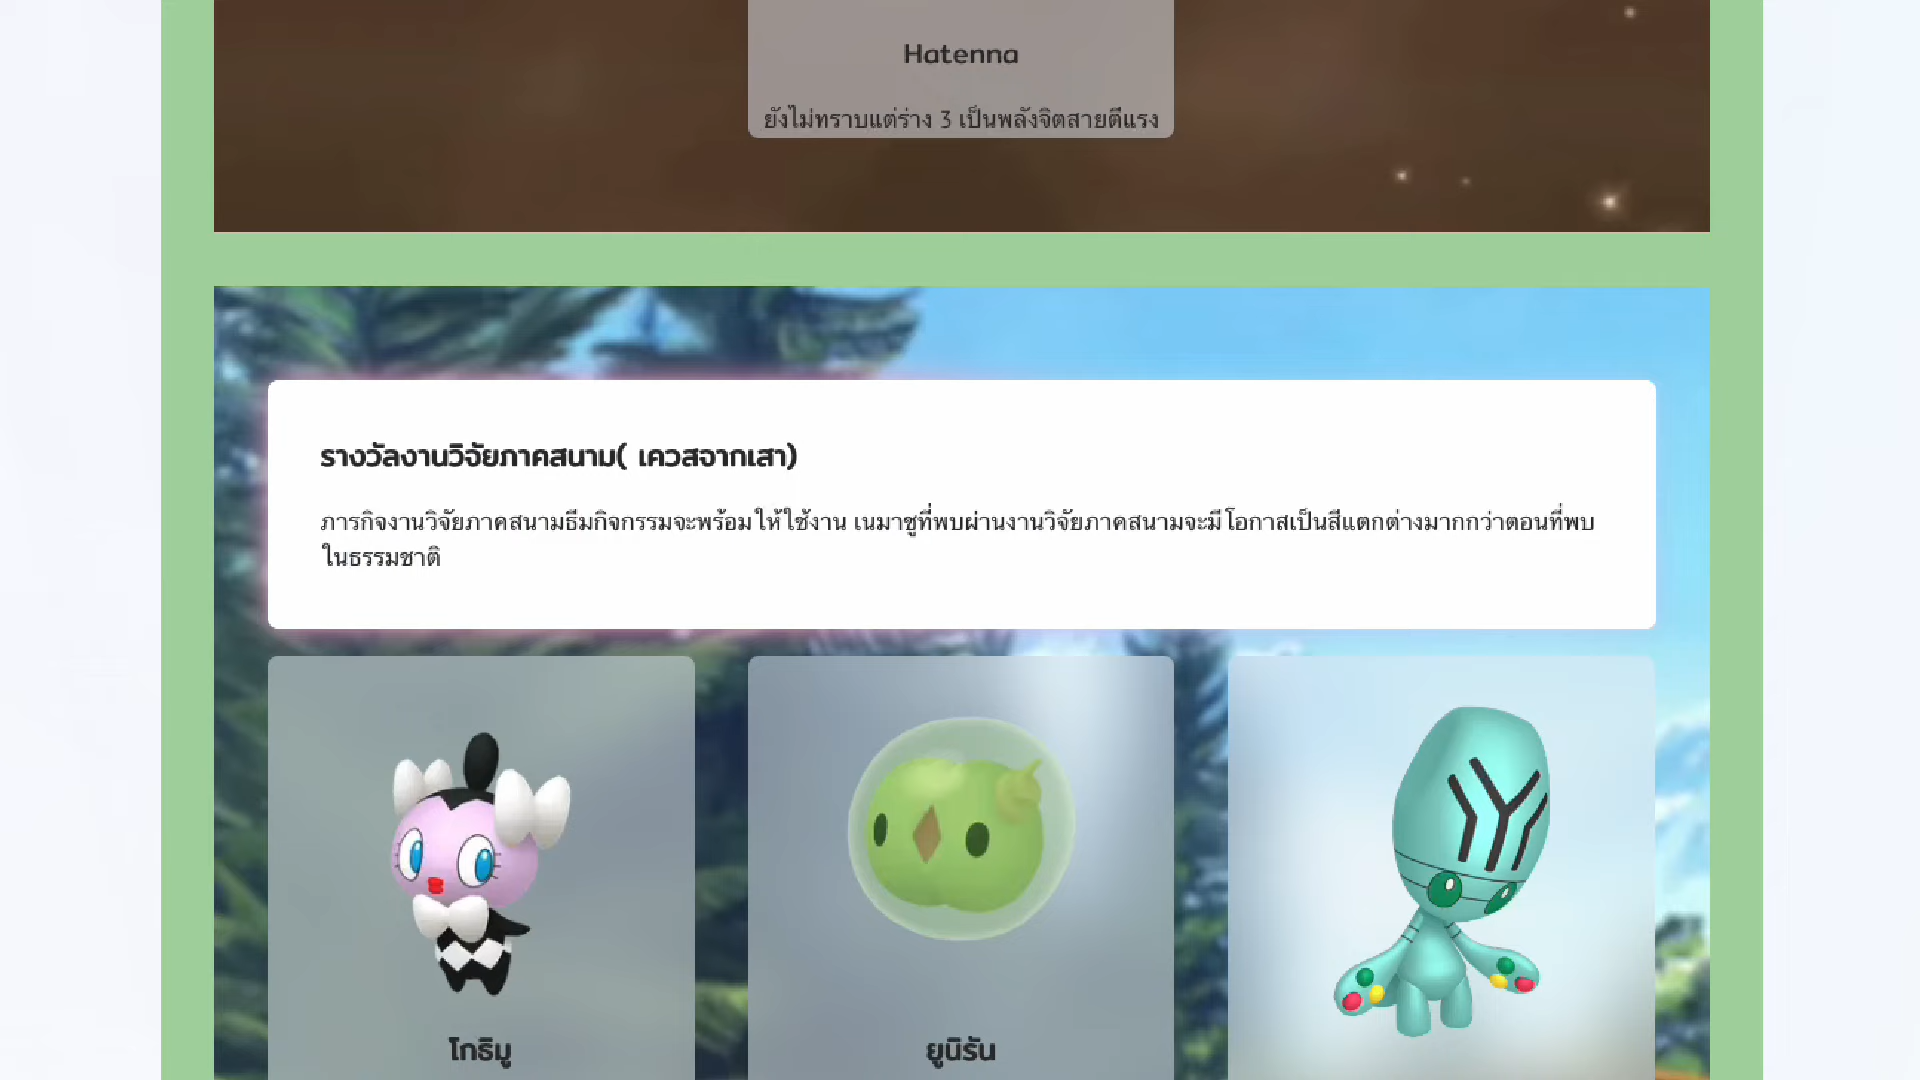 Hatenna
ยังไม่ทราบแต่ร่าง 3 เป็นพลังจิตสายตีแรง
รางวัลงานวิจัยภาคสนาม( เควสจากเสา)
ภารกิจงานวิจัยภาคสนามธีมกิจกรรมจะพร้อมให้ใช้งาน เนมาชูที่พบผ่านงานวิจัยภาคสนามจะมีโอกาสเป็นสีแตกต่างมากกว่าตอนที่พบ
ในธรรมชาติ
โกธิมู
ยูนิรัน